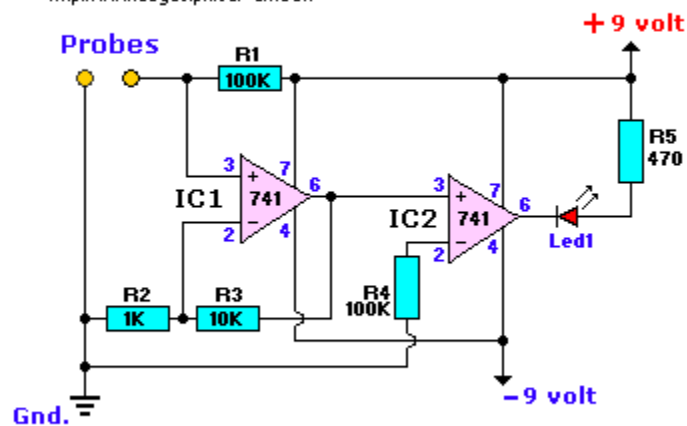 +9 volt
Probes
R1
100K
R5
470
3
+
7
IC1
741
6
2
−
4
3
+
7
IC2
741
6
2
−
4
Led1
R2
1K
R3
10K
R4
100K
−9 volt
Gnd.